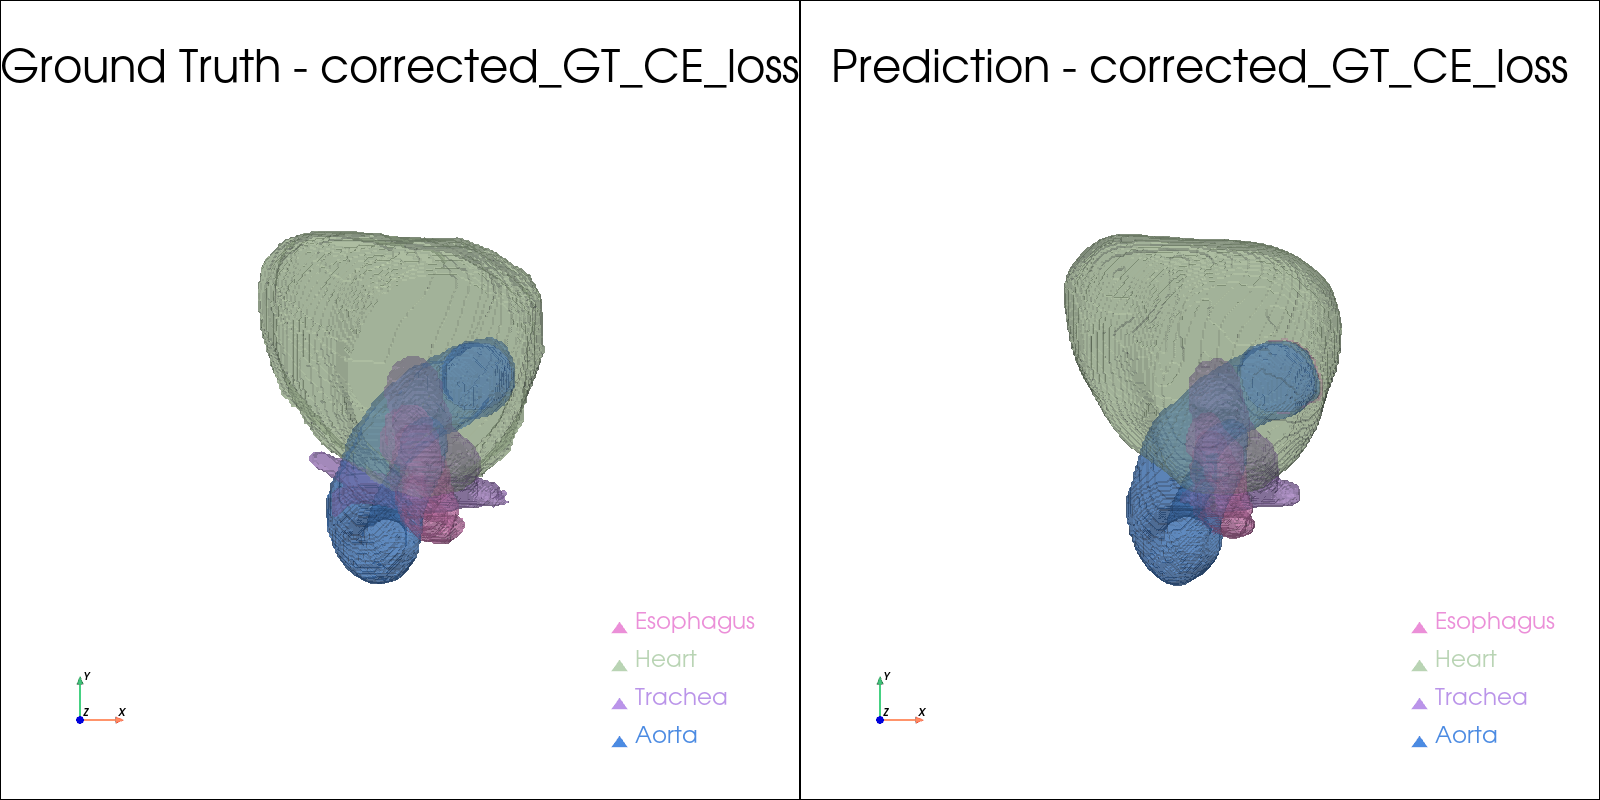 Ground Truth - corrected_GT_CE_loss
Esophagus
Heart
Trachea
Aorta
Y
Z
X
Prediction - corrected_GT_CE_loss
Esophagus
Heart
Trachea
Aorta
Y
Z
X